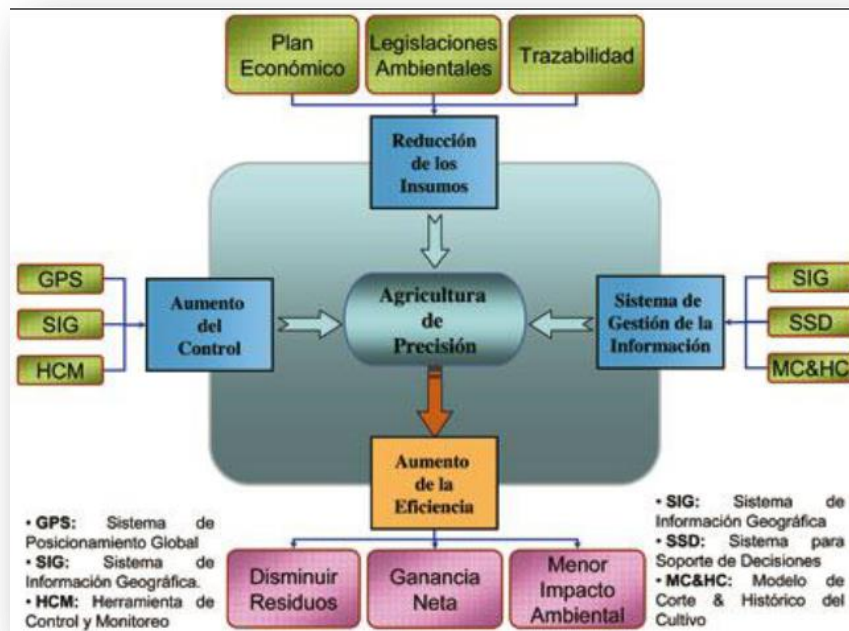 Plan
Económico
Legislaciones
Ambientales
Trazabilidad
Reducción
de los
Insumos
GPS
SIG
HCM
Aumento
del
Control
Agricultura
de
Precisión
Sistema de
Gestión de la
Información
SIG
SSD
MC&HC
Aumento
de la
Eficiencia
Disminuir
Residuos
Ganancia
Neta
Menor
Impacto
Ambiental
• GPS: Sistema de
Posicionamiento Global
• SIG: Sistema de
Información Geográfica.
• HCM: Herramienta de
Control y Monitoreo
• SIG: Sistema de
Información Geográfica
• SSD: Sistema para
Soporte de Decisiones
• MC&HC: Modelo de
Corte & Histórico del
Cultivo